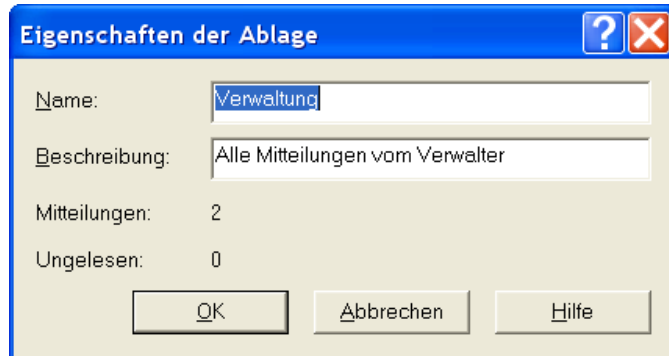 Eigenschaften der Ablage
Name: Verwaltung
Beschreibung: Alle Mitteilungen vom Verwalter
Mitteilungen: 2
Ungelesen: 0
OK Abbrechen Hilfe